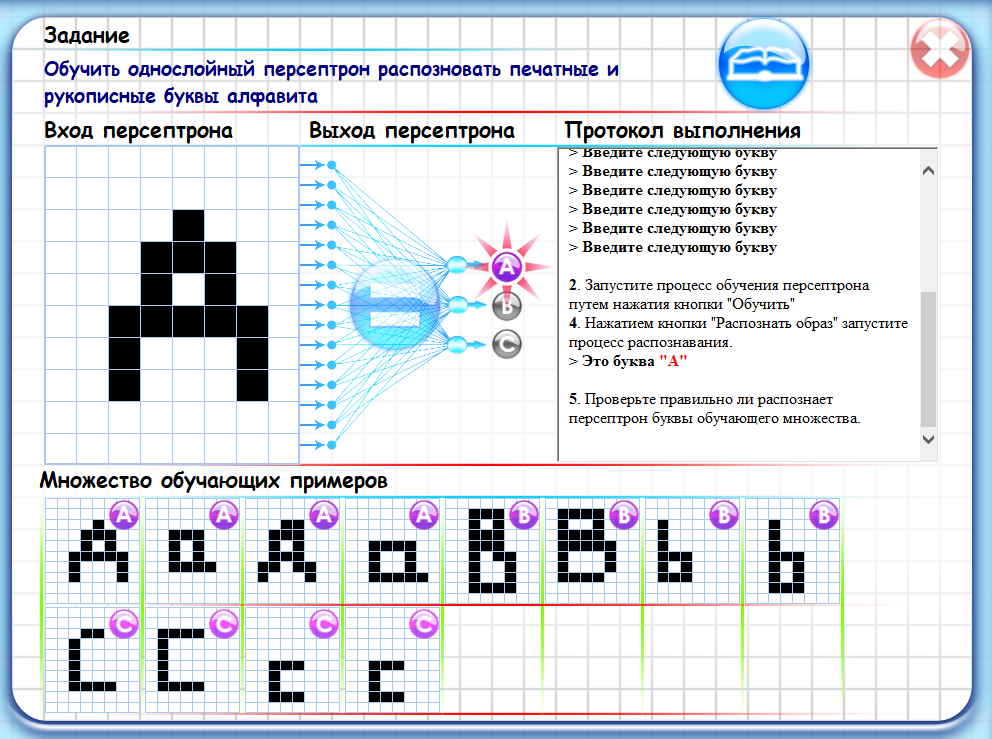 Задание
Обучить однослойный персептрон распозновать печатные и
рукописные буквы алфавита
Вход персептрона
Выход персептрона
Протокол выполнения
> Введите следующую букву
> Введите следующую букву
> Введите следующую букву
> Введите следующую букву
> Введите следующую букву
> Введите следующую букву
2. Запустите процесс обучения персептрона
путем нажатия кнопки "Обучить"
4. Нажатием кнопки "Распознать образ" запустите
процесс распознавания.
> Это буква "А"
5. Проверьте правильно ли распознает
персептрон буквы обучающего множества.
A
B
C
Множество обучающих примеров
A A A A B B B B
C C C C